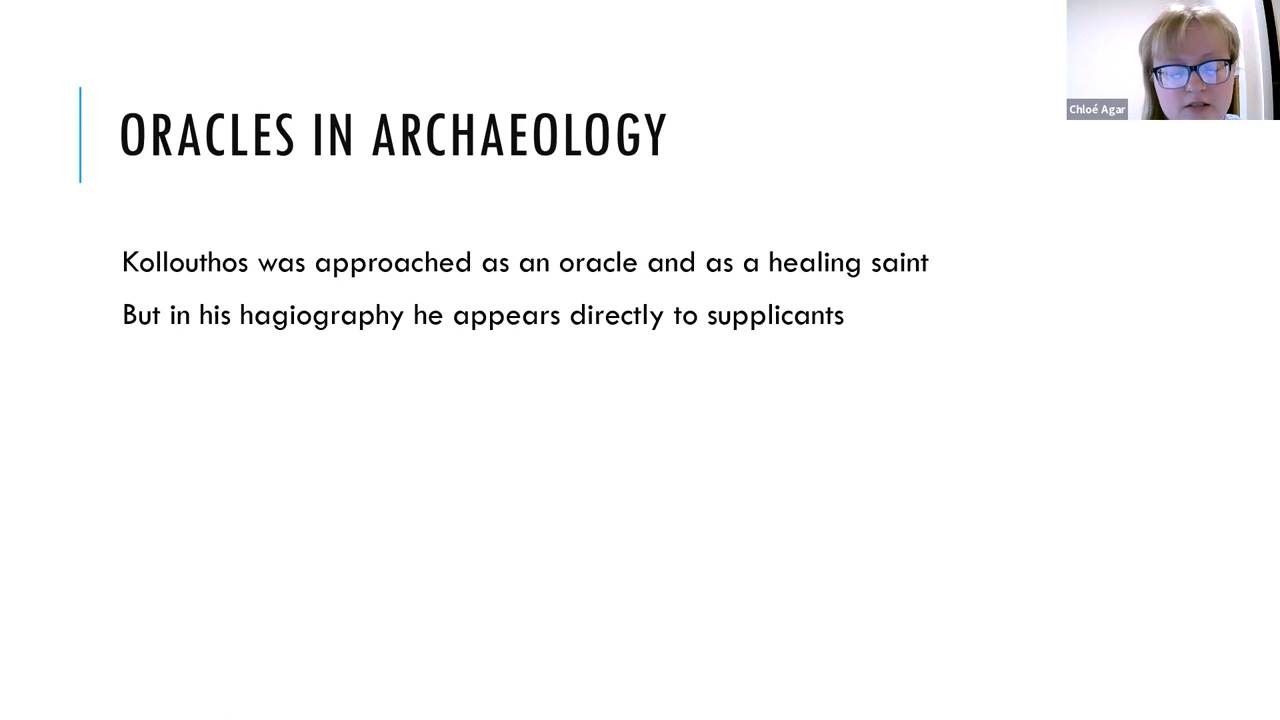 ORACLES IN ARCHAEOLOGY
Kollouthos was approached as an oracle and as a healing saint
But in his hagiography he appears directly to supplicants
Chloé Agar